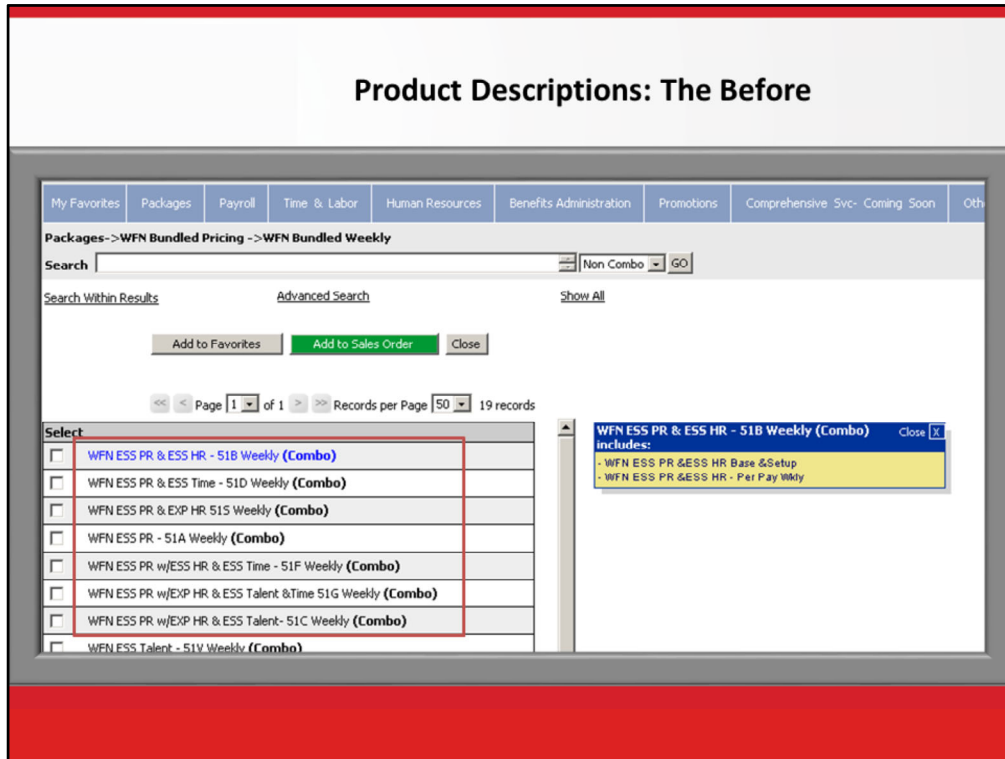 Product Descriptions: The Before
My Favorites Packages Payroll Time & Labor Human Resources Benefits Administration Promotions Comprehensive Svc- Coming Soon Oth
Packages->WFN Bundled Pricing ->WFN Bundled Weekly
Search Non Combo GO
Search Within Results Advanced Search Show All
Add to Favorites Add to Sales Order Close
<< < Page 1 of 1 > >> Records per Page 50 19 records
Select
WFN ESS PR & ESS HR - 51B Weekly (Combo)
WFN ESS PR & ESS Time - 51D Weekly (Combo)
WFN ESS PR & EXP HR 51S Weekly (Combo)
WFN ESS PR - 51A Weekly (Combo)
WFN ESS PR w/ESS HR & ESS Time - 51F Weekly (Combo)
WFN ESS PR w/EXP HR & ESS Talent &Time 51G Weekly (Combo)
WFN ESS PR w/EXP HR & ESS Talent- 51C Weekly (Combo)
WFN ESS Talent - 51V Weekly (Combo)
WFN ESS PR & ESS HR - 51B Weekly (Combo) Close X
includes:
- WFN ESS PR &ESS HR Base &Setup
- WFN ESS PR &ESS HR - Per Pay Wkly